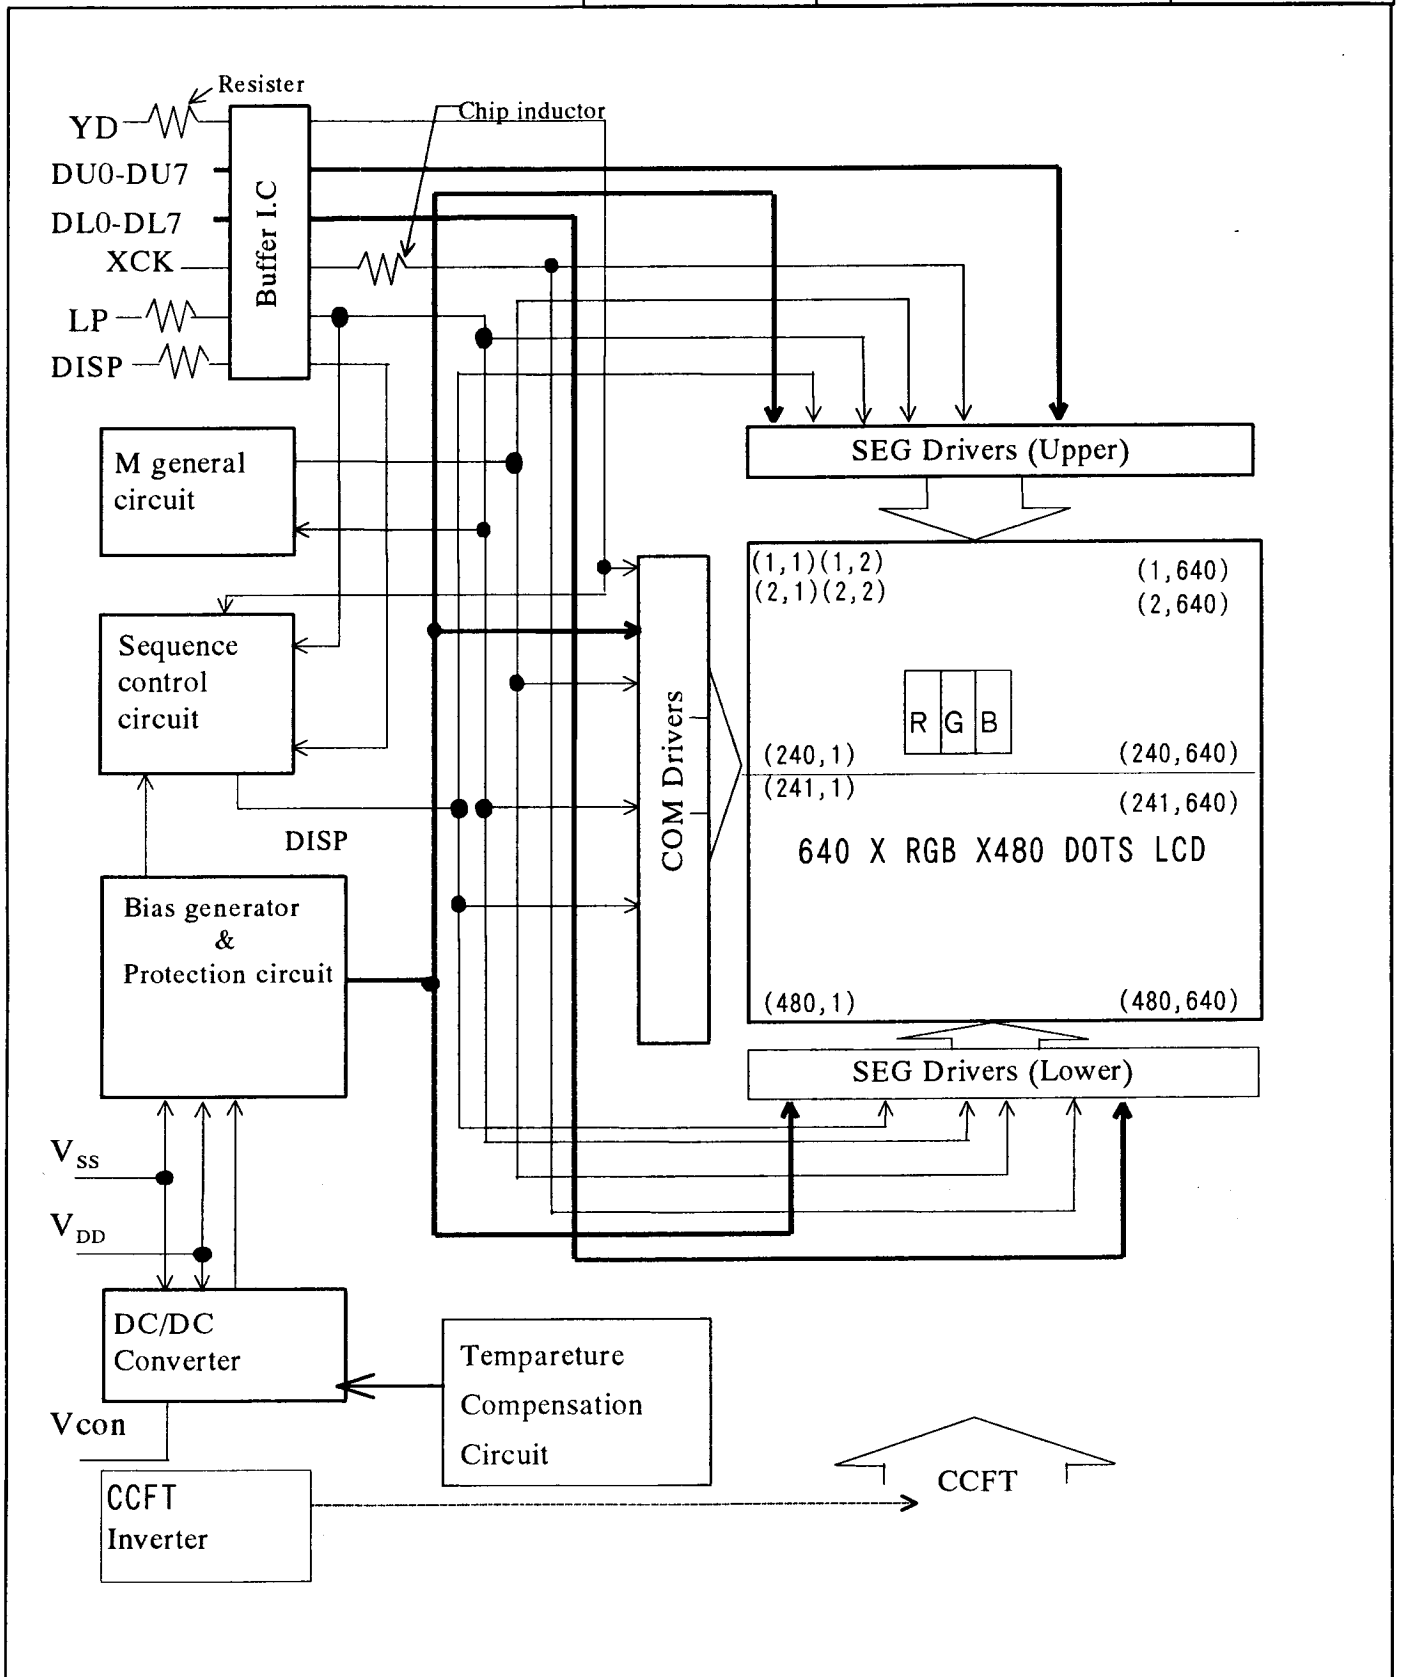 Resister
Chip inductor
YD
DU0-DU7
DL0-DL7
XCK
LP
DISP
Buffer I.C
SEG Drivers (Upper)
M general
circuit
(1,1)(1,2)
(2,1)(2,2)
(1,640)
(2,640)
Sequence
control
circuit
R G B
COM Drivers
(240,1)
(240,640)
(241,1)
(241,640)
DISP
640 X RGB X480 DOTS LCD
Bias generator
&
Protection circuit
(480,1)
(480,640)
SEG Drivers (Lower)
VSS
VDD
DC/DC
Converter
Tempareture
Compensation
Circuit
Vcon
CCFT
Inverter
CCFT